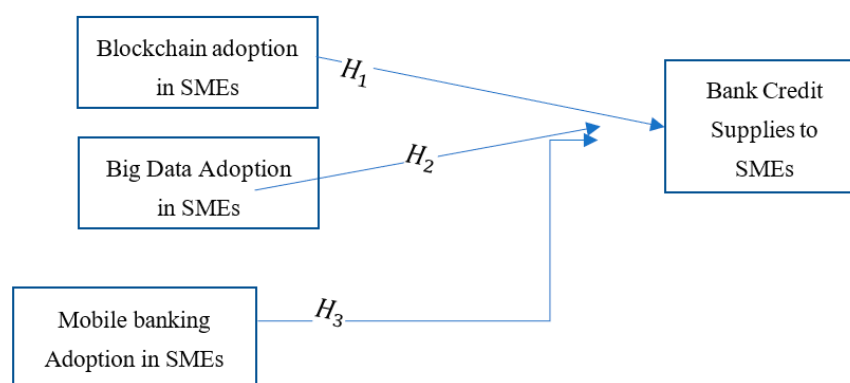 Blockchain adoption
in SMEs
H₁
Bank Credit
Supplies to
SMEs
Big Data Adoption
in SMEs
H₂
Mobile banking
Adoption in SMEs
H₃